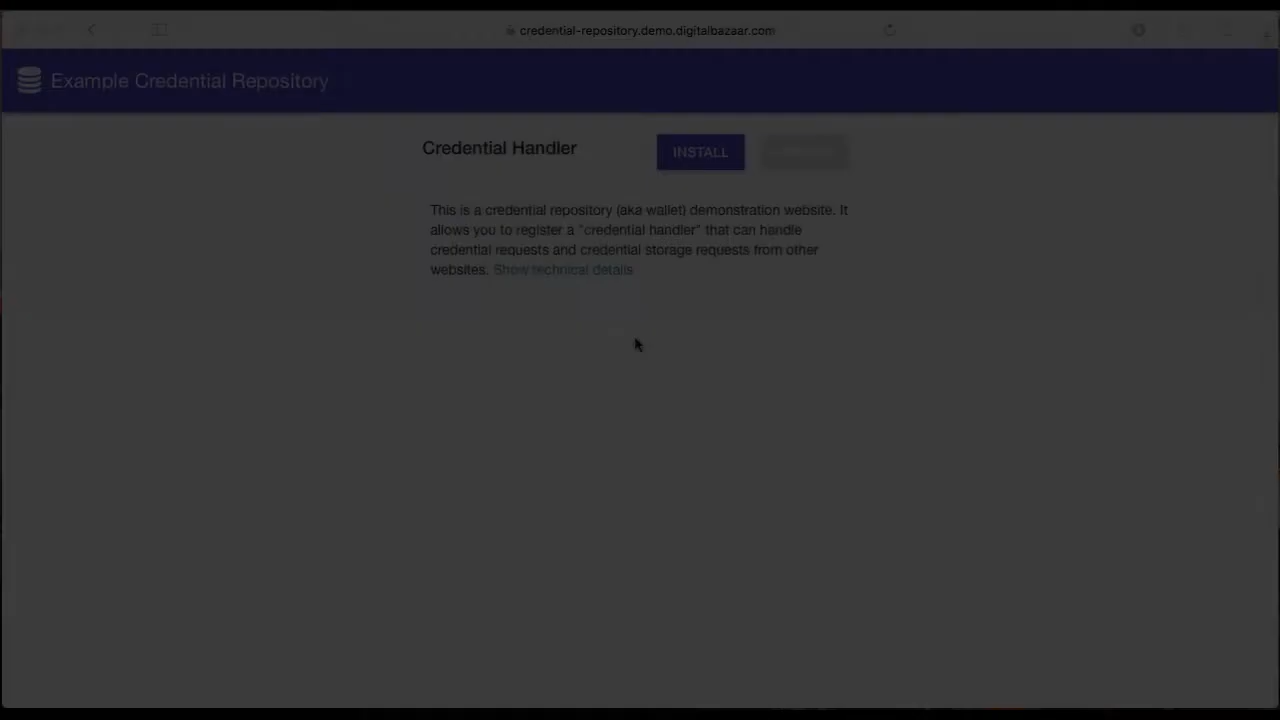 credential-repository.demo.digitalbazaar.com
Example Credential Repository
Credential Handler
INSTALL
This is a credential repository (aka wallet) demonstration website. It
allows you to register a "credential handler" that can handle
credential requests and credential storage requests from other
websites. Show technical details